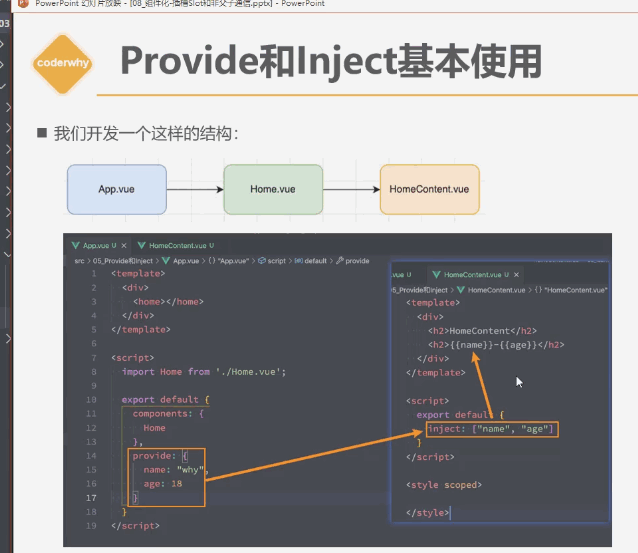 PowerPoint 幻灯片放映 - [08_组件化-插槽Slot和非父子通信.pptx] - PowerPoint
03
coderwhy
Provide和Inject基本使用
■ 我们开发一个这样的结构：
App.vue
Home.vue
HomeContent.vue
App.vue U × HomeContent.vue U
src > 05_Provide和Inject > App.vue > {} "App.vue" > script > default > provide
1 <template>
2 <div>
3 <home></home>
4 </div>
5 </template>
6
7 <script>
8 import Home from './Home.vue';
9
10 export default {
11 components: {
12 Home
13 },
14 provide: {
15 name: "why",
16 age: 18
17 }
18 }
19 </script>
.vue U HomeContent.vue U ×
05_Provide和Inject > HomeContent.vue > {} "HomeContent.vue"
<template>
<div>
<h2>HomeContent</h2>
<h2>{{name}}-{{age}}</h2>
</div>
</template>
<script>
export default {
inject: ["name", "age"]
}
</script>
<style scoped>
</style>